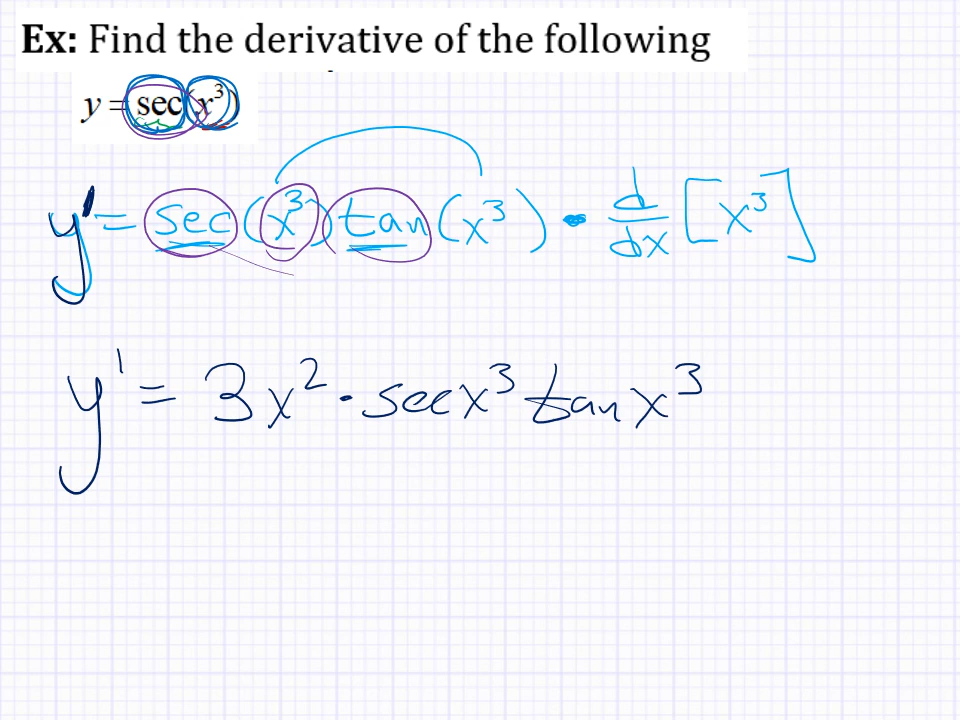 Ex: Find the derivative of the following
y = sec(x³)
y' = sec(x³) tan(x³) • d/dx [x³]
y' = 3x² · sec x³ tan x³